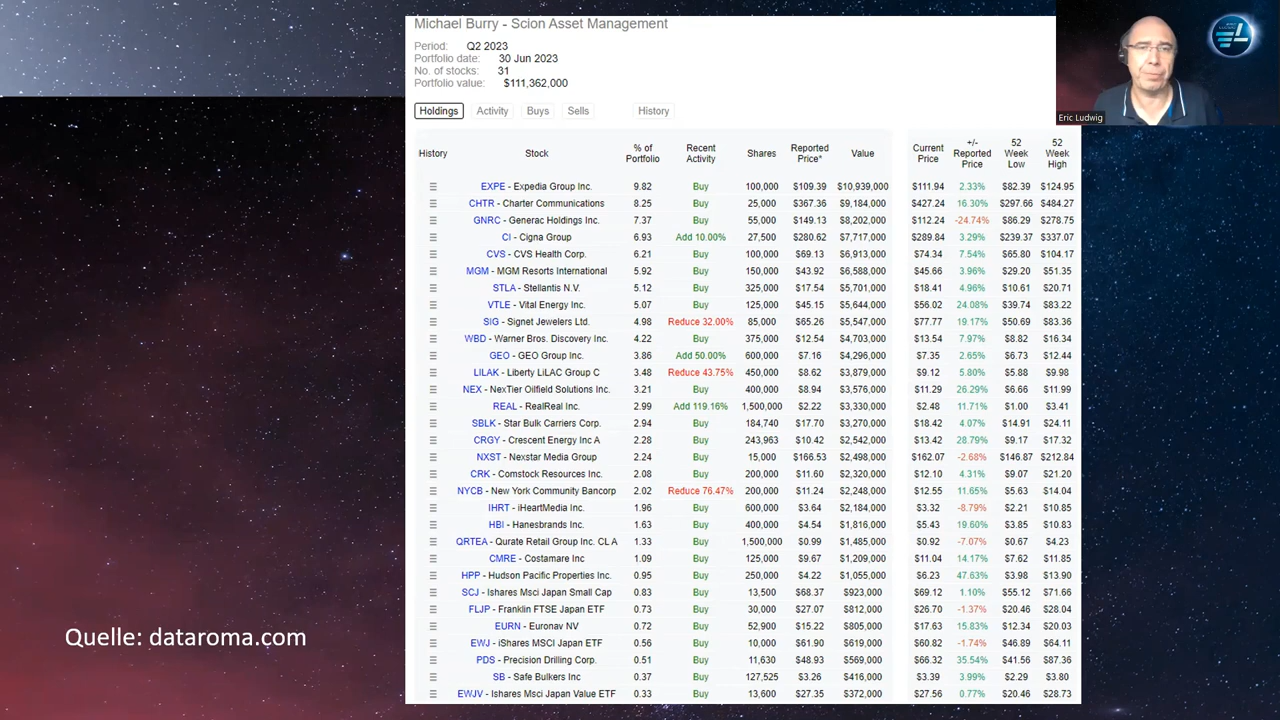 Michael Burry - Scion Asset Management
Period: Q2 2023
Portfolio date: 30 Jun 2023
No. of stocks: 31
Portfolio value: $111,362,000
Holdings Activity Buys Sells History
History Stock % of Portfolio Recent Activity Shares Reported Price* Value Current Price +/- Reported Price 52 Week Low 52 Week High
EXPE - Expedia Group Inc. 9.82 Buy 100,000 $109.39 $10,939,000 $111.94 2.33% $82.39 $124.95
CHTR - Charter Communications 8.25 Buy 25,000 $367.36 $9,184,000 $427.24 16.30% $297.66 $484.27
GNRC - Generac Holdings Inc. 7.37 Buy 55,000 $149.13 $8,202,000 $112.24 -24.74% $86.29 $278.75
CI - Cigna Group 6.93 Add 10.00% 27,500 $280.62 $7,717,000 $289.84 3.29% $239.37 $337.07
CVS - CVS Health Corp. 6.21 Buy 100,000 $69.13 $6,913,000 $74.34 7.54% $65.80 $104.17
MGM - MGM Resorts International 5.92 Buy 150,000 $43.92 $6,588,000 $45.66 3.96% $29.20 $51.35
STLA - Stellantis N.V. 5.12 Buy 325,000 $17.54 $5,701,000 $18.41 4.96% $10.61 $20.71
VTLE - Vital Energy Inc. 5.07 Buy 125,000 $45.15 $5,644,000 $56.02 24.08% $39.74 $83.22
SIG - Signet Jewelers Ltd. 4.98 Reduce 32.00% 85,000 $65.26 $5,547,000 $77.77 19.17% $50.69 $83.36
WBD - Warner Bros. Discovery Inc. 4.22 Buy 375,000 $12.54 $4,703,000 $13.54 7.97% $8.82 $16.34
GEO - GEO Group Inc. 3.86 Add 50.00% 600,000 $7.16 $4,296,000 $7.35 2.65% $6.73 $12.44
LILAK - Liberty LiLAC Group C 3.48 Reduce 43.75% 450,000 $8.62 $3,879,000 $9.12 5.80% $5.88 $9.98
NEX - NexTier Oilfield Solutions Inc. 3.21 Buy 400,000 $8.94 $3,576,000 $11.29 26.29% $6.66 $11.99
REAL - RealReal Inc. 2.99 Add 119.16% 1,500,000 $2.22 $3,330,000 $2.48 11.71% $1.00 $3.41
SBLK - Star Bulk Carriers Corp. 2.94 Buy 184,740 $17.70 $3,270,000 $18.42 4.07% $14.91 $24.11
CRGY - Crescent Energy Inc A 2.28 Buy 243,963 $10.42 $2,542,000 $13.42 28.79% $9.17 $17.32
NXST - Nexstar Media Group 2.24 Buy 15,000 $166.53 $2,498,000 $162.07 -2.68% $146.87 $212.84
CRK - Comstock Resources Inc. 2.08 Buy 200,000 $11.60 $2,320,000 $12.10 4.31% $9.07 $21.20
NYCB - New York Community Bancorp 2.02 Reduce 76.47% 200,000 $11.24 $2,248,000 $12.55 11.65% $5.63 $14.04
IHRT - iHeartMedia Inc. 1.96 Buy 600,000 $3.64 $2,184,000 $3.32 -8.79% $2.21 $10.85
HBI - Hanesbrands Inc. 1.63 Buy 400,000 $4.54 $1,816,000 $5.43 19.60% $3.85 $10.83
QRTEA - Qurate Retail Group Inc. CL A 1.33 Buy 1,500,000 $0.99 $1,485,000 $0.92 -7.07% $0.67 $4.23
CMRE - Costamare Inc 1.09 Buy 125,000 $9.67 $1,209,000 $11.04 14.17% $7.62 $11.85
HPP - Hudson Pacific Properties Inc. 0.95 Buy 250,000 $4.22 $1,055,000 $6.23 47.63% $3.98 $13.90
SCJ - Ishares Msci Japan Small Cap 0.83 Buy 13,500 $68.37 $923,000 $69.12 1.10% $55.12 $71.66
FLJP - Franklin FTSE Japan ETF 0.73 Buy 30,000 $27.07 $812,000 $26.70 -1.37% $20.46 $28.04
EURN - Euronav NV 0.72 Buy 52,900 $15.22 $805,000 $17.63 15.83% $12.34 $20.03
EWJ - iShares MSCI Japan ETF 0.56 Buy 10,000 $61.90 $619,000 $60.82 -1.74% $46.89 $64.11
PDS - Precision Drilling Corp. 0.51 Buy 11,630 $48.93 $569,000 $66.32 35.54% $41.56 $87.36
SB - Safe Bulkers Inc 0.37 Buy 127,525 $3.26 $416,000 $3.39 3.99% $2.29 $3.80
EWJV - Ishares Msci Japan Value ETF 0.33 Buy 13,600 $27.35 $372,000 $27.56 0.77% $20.46 $28.73
Eric Ludwig
Quelle: dataroma.com